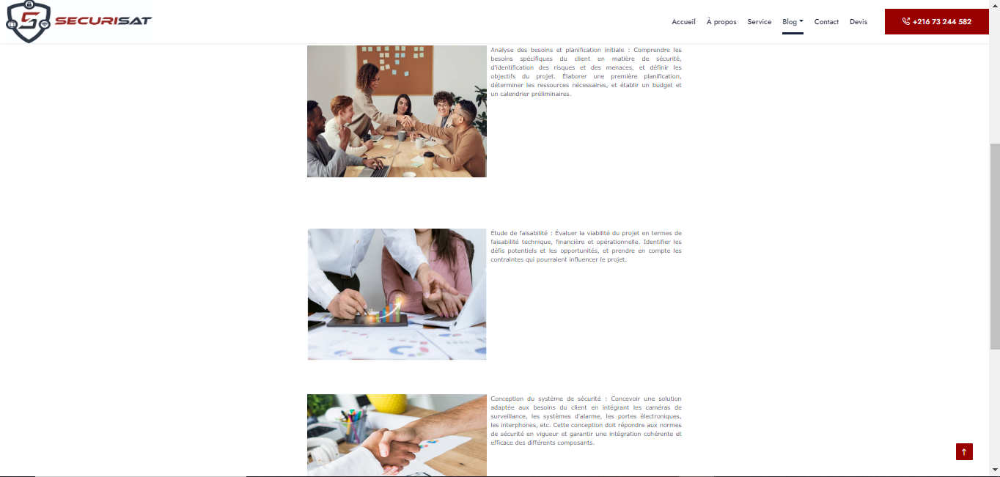 SECURISAT
Accueil À propos Service Blog Contact Devis +216 73 244 582
Analyse des besoins et planification initiale : Comprendre les
besoins spécifiques du client en matière de sécurité,
d'identification des risques et des menaces, et définir les
objectifs du projet. Élaborer une première planification,
déterminer les ressources nécessaires, et établir un budget et
un calendrier préliminaires.
Étude de faisabilité : Évaluer la viabilité du projet en termes de
faisabilité technique, financière et opérationnelle. Identifier les
défis potentiels et les opportunités, et prendre en compte les
contraintes qui pourraient influencer le projet.
Conception du système de sécurité : Concevoir une solution
adaptée aux besoins du client en intégrant les caméras de
surveillance, les systèmes d'alarme, les portes électroniques,
les interphones, etc. Cette conception doit répondre aux normes
de sécurité en vigueur et garantir une intégration cohérente et
efficace des différents composants.